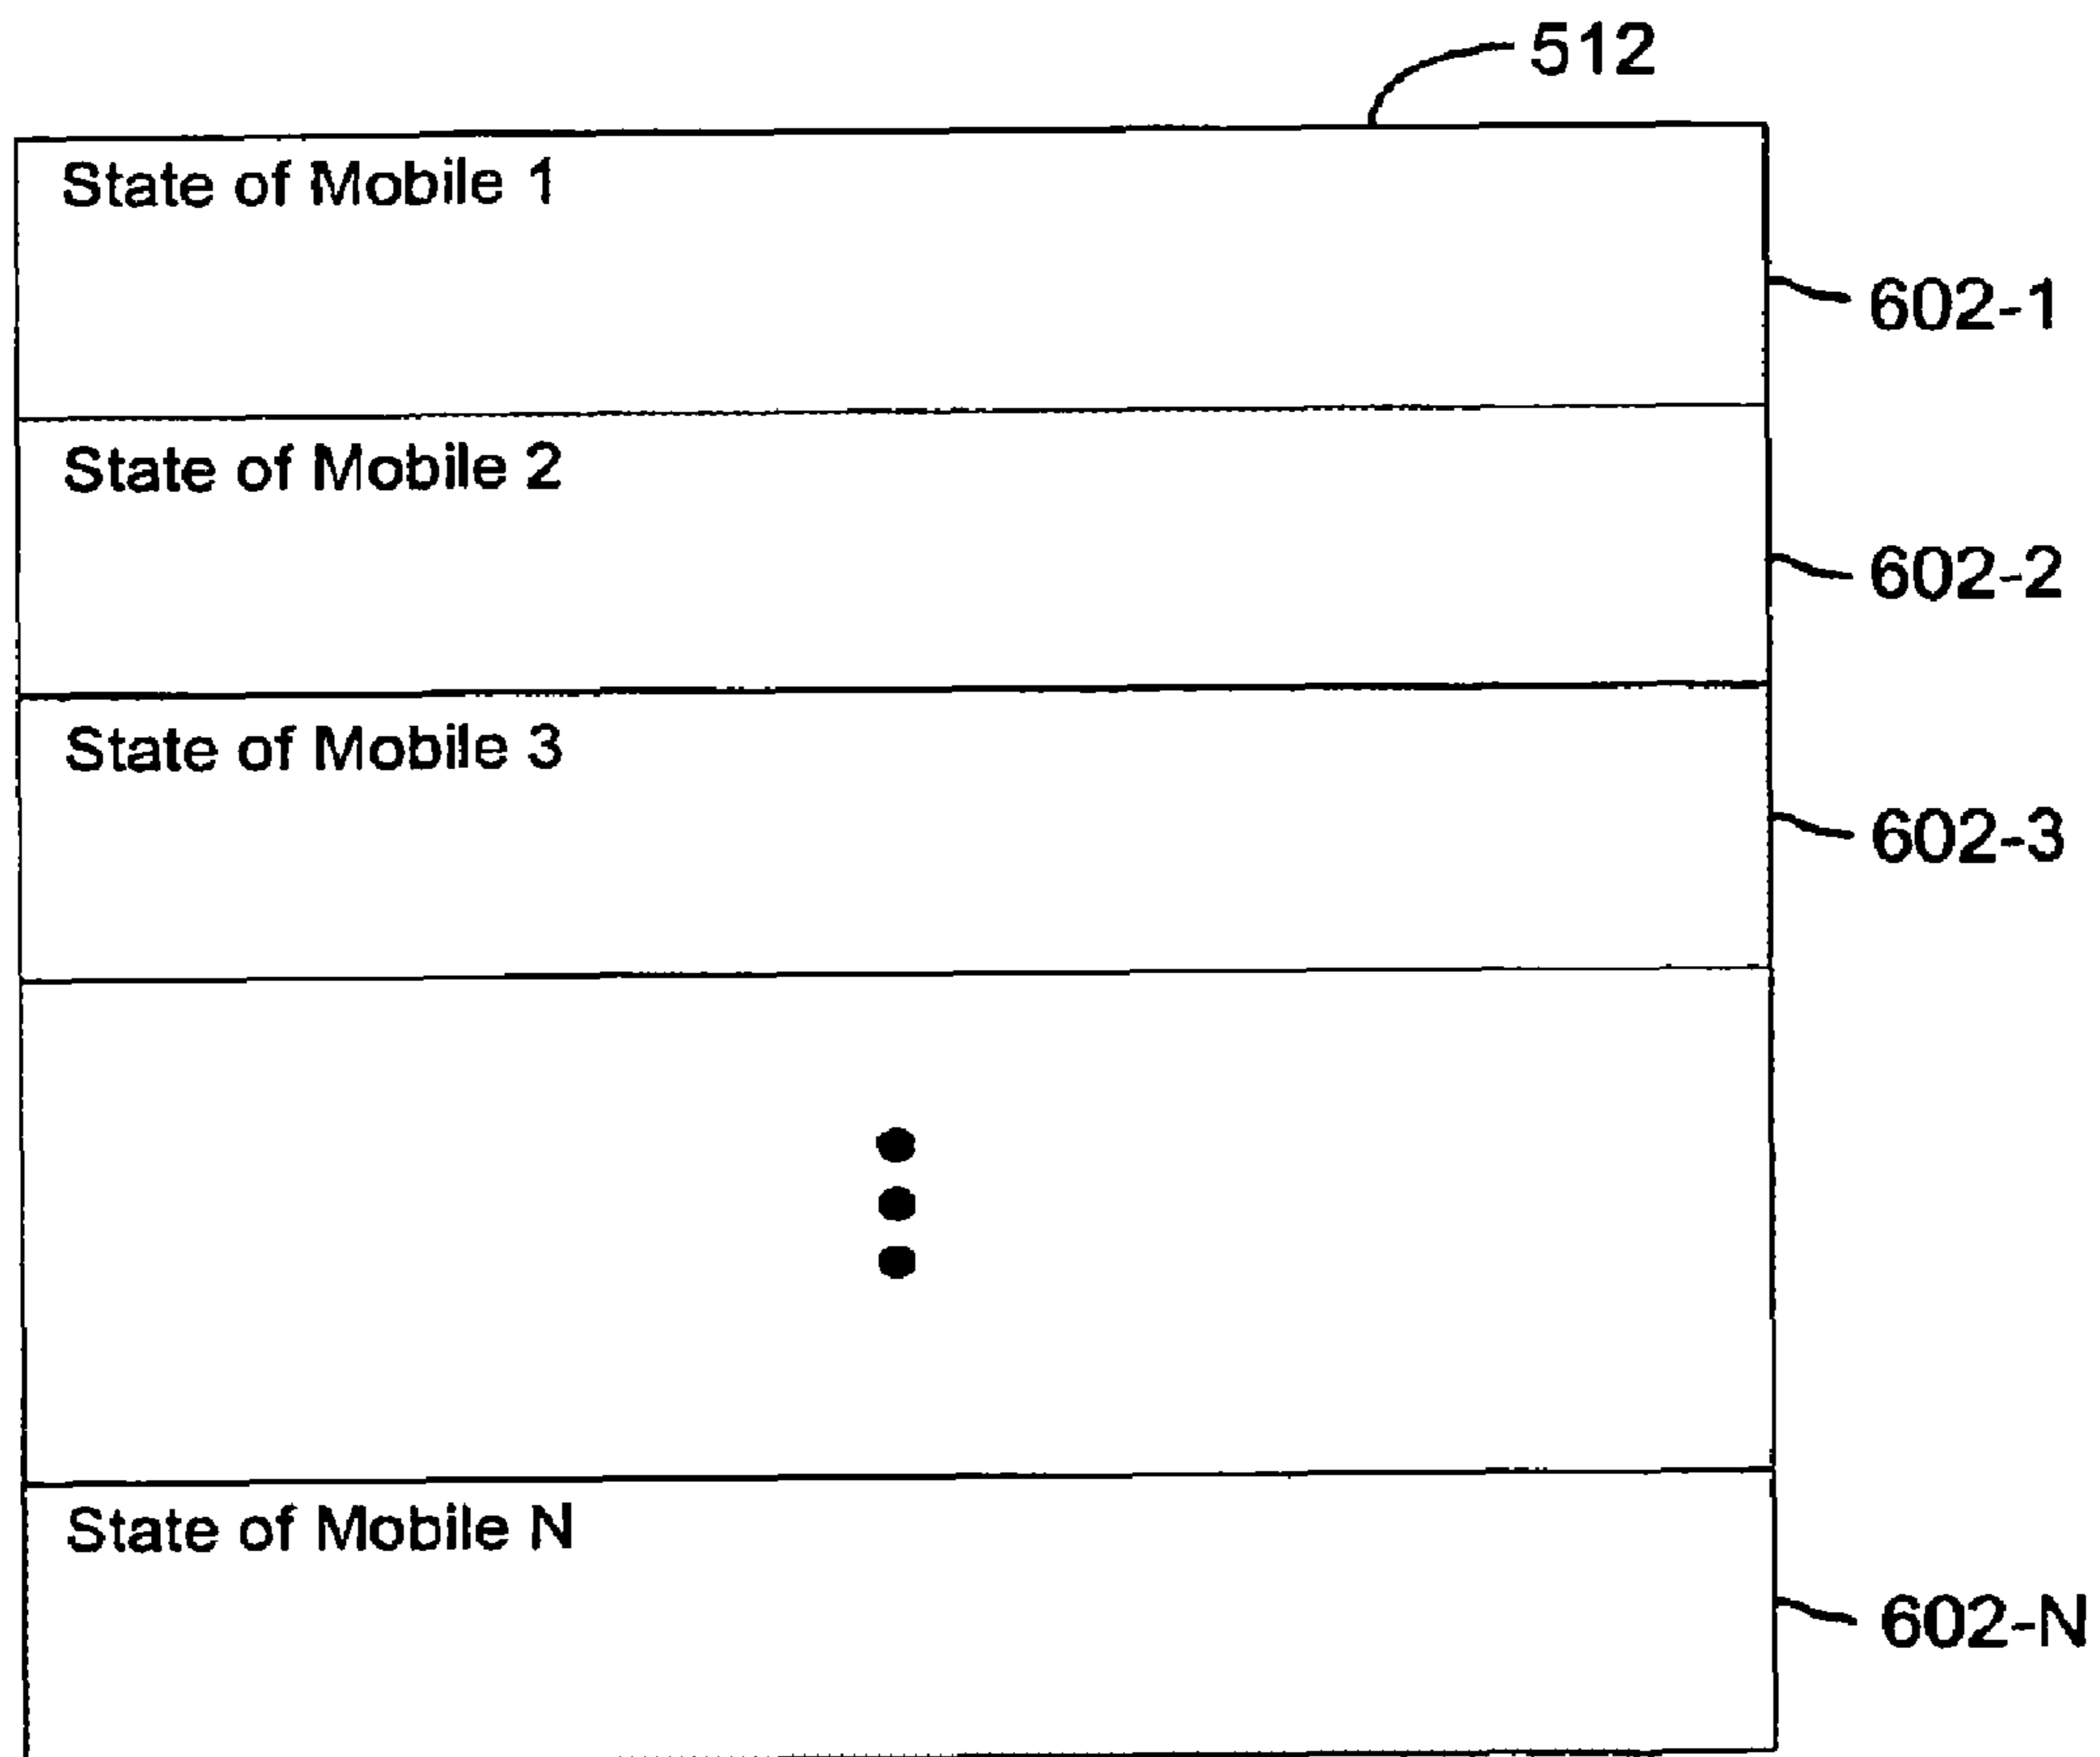 512
State of Mobile 1
602-1
State of Mobile 2
602-2
State of Mobile 3
602-3
State of Mobile N
602-N